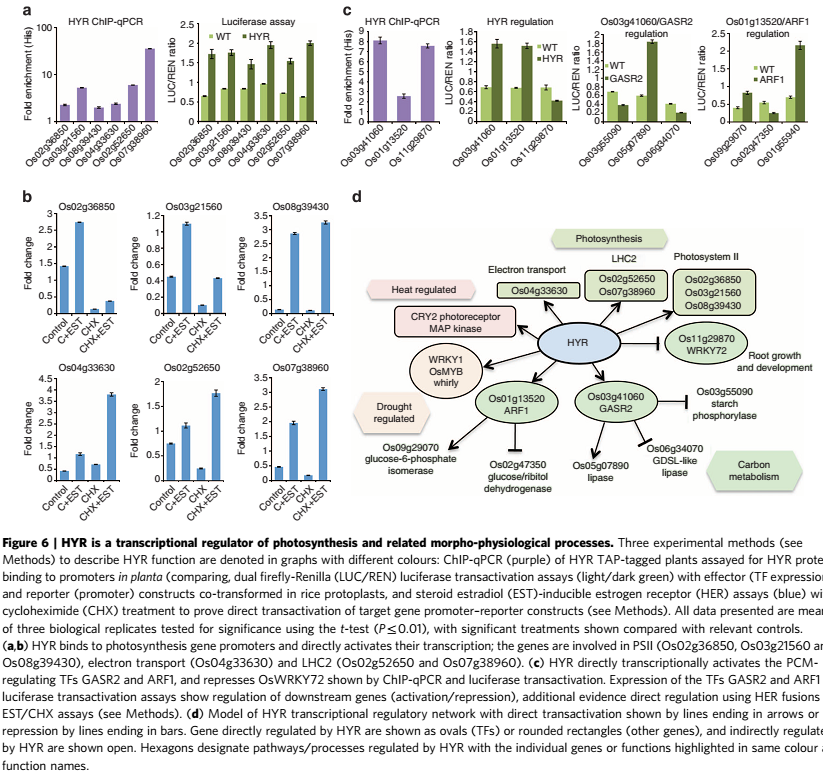 a
HYR ChIP-qPCR
Fold enrichment (His)
100
10
1
Os02g36850
Os03g21560
Os08g39430
Os04g33630
Os02g52650
Os07g38960
Luciferase assay
WT HYR
LUC/REN ratio
2.5
2.0
1.5
1.0
0.5
0
Os02g36850
Os03g21560
Os08g39430
Os04g33630
Os02g52650
Os07g38960
c
HYR ChIP-qPCR
Fold enrichment (His)
9
8
7
6
5
4
3
2
1
0
Os03g41060
Os01g13520
Os11g29870
HYR regulation
LUC/REN ratio
1.8
1.6
1.4
1.2
1.0
0.8
0.6
0.4
0.2
0
WT
HYR
Os03g41060
Os01g13520
Os11g29870
Os03g41060/GASR2
regulation
LUC/REN ratio
2
1.8
1.6
1.4
1.2
1
0.8
0.6
0.4
0.2
0
WT
GASR2
Os03g55090
Os05g07890
Os06g34070
Os01g13520/ARF1
regulation
LUC/REN ratio
2.5
2.0
1.5
1.0
0.5
0
WT
ARF1
Os09g29070
Os02g47350
Os01g55940
b
Os02g36850
Fold change
3
2.5
2
1.5
1
0.5
0
Control
C+EST
CHX
CHX+EST
Os03g21560
Fold change
1.2
1
0.8
0.6
0.4
0.2
0
Control
C+EST
CHX
CHX+EST
Os08g39430
Fold change
3.5
3
2.5
2
1.5
1
0.5
0
Control
C+EST
CHX
CHX+EST
Os04g33630
Fold change
4.5
4
3.5
3
2.5
2
1.5
1
0.5
0
Control
C+EST
CHX
CHX+EST
Os02g52650
Fold change
2
1.5
1
0.5
0
Control
C+EST
CHX
CHX+EST
Os07g38960
Fold change
3.5
3
2.5
2
1.5
1
0.5
0
Control
C+EST
CHX
CHX+EST
d
Photosynthesis
LHC2
Photosystem II
Electron transport
Os04g33630
Os02g52650
Os07g38960
Os02g36850
Os03g21560
Os08g39430
Heat regulated
CRY2 photoreceptor
MAP kinase
HYR
Os11g29870
WRKY72
Root growth
and development
WRKY1
OsMYB
whirly
Drought
regulated
Os01g13520
ARF1
Os03g41060
GASR2
Os03g55090
starch
phosphorylase
Os09g29070
glucose-6-phosphate
isomerase
Os02g47350
glucose/ribitol
dehydrogenase
Os05g07890
lipase
Os06g34070
GDSL-like
lipase
Carbon
metabolism
Figure 6 | HYR is a transcriptional regulator of photosynthesis and related morpho-physiological processes. Three experimental methods (see
Methods) to describe HYR function are denoted in graphs with different colours: ChIP-qPCR (purple) of HYR TAP-tagged plants assayed for HYR prote
binding to promoters in planta (comparing, dual firefly-Renilla (LUC/REN) luciferase transactivation assays (light/dark green) with effector (TF expression
and reporter (promoter) constructs co-transformed in rice protoplasts, and steroid estradiol (EST)-inducible estrogen receptor (HER) assays (blue) wi
cycloheximide (CHX) treatment to prove direct transactivation of target gene promoter-reporter constructs (see Methods). All data presented are mean
of three biological replicates tested for significance using the t-test (P≤0.01), with significant treatments shown compared with relevant controls.
(a,b) HYR binds to photosynthesis gene promoters and directly activates their transcription; the genes are involved in PSII (Os02g36850, Os03g21560 an
Os08g39430), electron transport (Os04g33630) and LHC2 (Os02g52650 and Os07g38960). (c) HYR directly transcriptionally activates the PCM-
regulating TFs GASR2 and ARF1, and represses OsWRKY72 shown by ChIP-qPCR and luciferase transactivation. Expression of the TFs GASR2 and ARF1
luciferase transactivation assays show regulation of downstream genes (activation/repression), additional evidence direct regulation using HER fusions
EST/CHX assays (see Methods). (d) Model of HYR transcriptional regulatory network with direct transactivation shown by lines ending in arrows or
repression by lines ending in bars. Gene directly regulated by HYR are shown as ovals (TFs) or rounded rectangles (other genes), and indirectly regulate
by HYR are shown open. Hexagons designate pathways/processes regulated by HYR with the individual genes or functions highlighted in same colour a
function names.